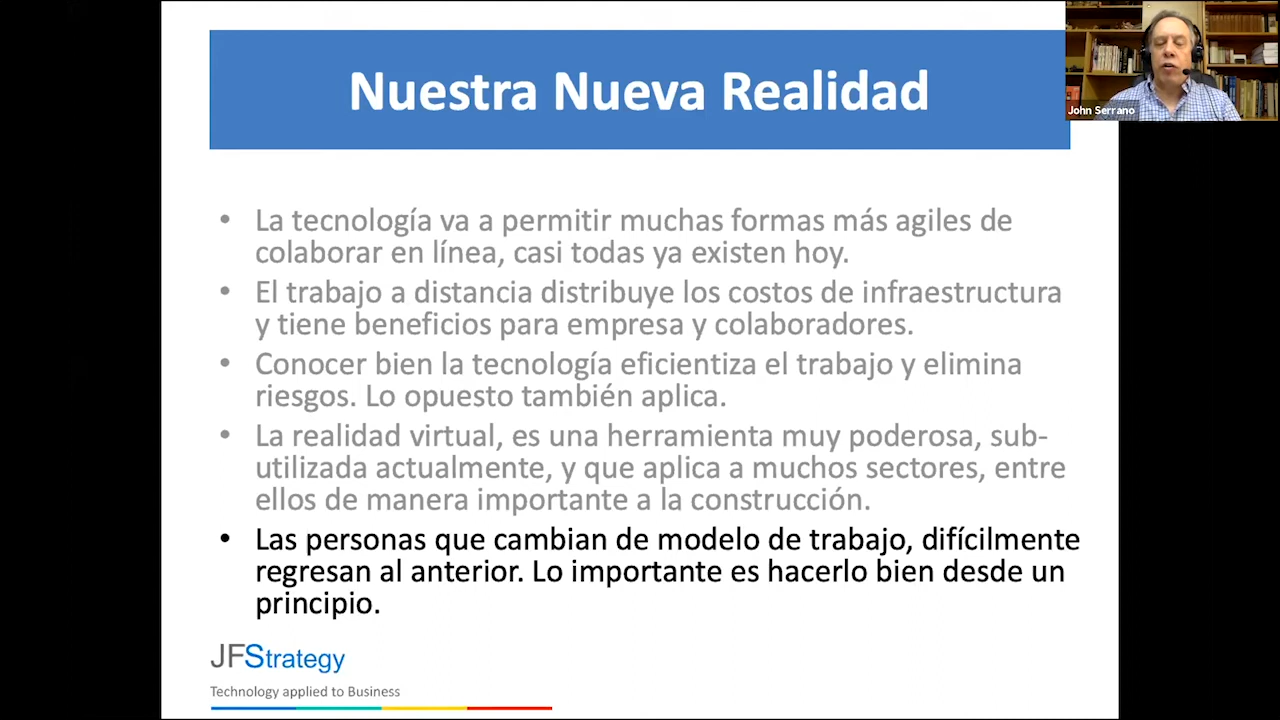 Nuestra Nueva Realidad
John Serrano
• La tecnología va a permitir muchas formas más agiles de
colaborar en línea, casi todas ya existen hoy.
• El trabajo a distancia distribuye los costos de infraestructura
y tiene beneficios para empresa y colaboradores.
• Conocer bien la tecnología eficientiza el trabajo y elimina
riesgos. Lo opuesto también aplica.
• La realidad virtual, es una herramienta muy poderosa, sub-
utilizada actualmente, y que aplica a muchos sectores, entre
ellos de manera importante a la construcción.
• Las personas que cambian de modelo de trabajo, difícilmente
regresan al anterior. Lo importante es hacerlo bien desde un
principio.
JFStrategy
Technology applied to Business